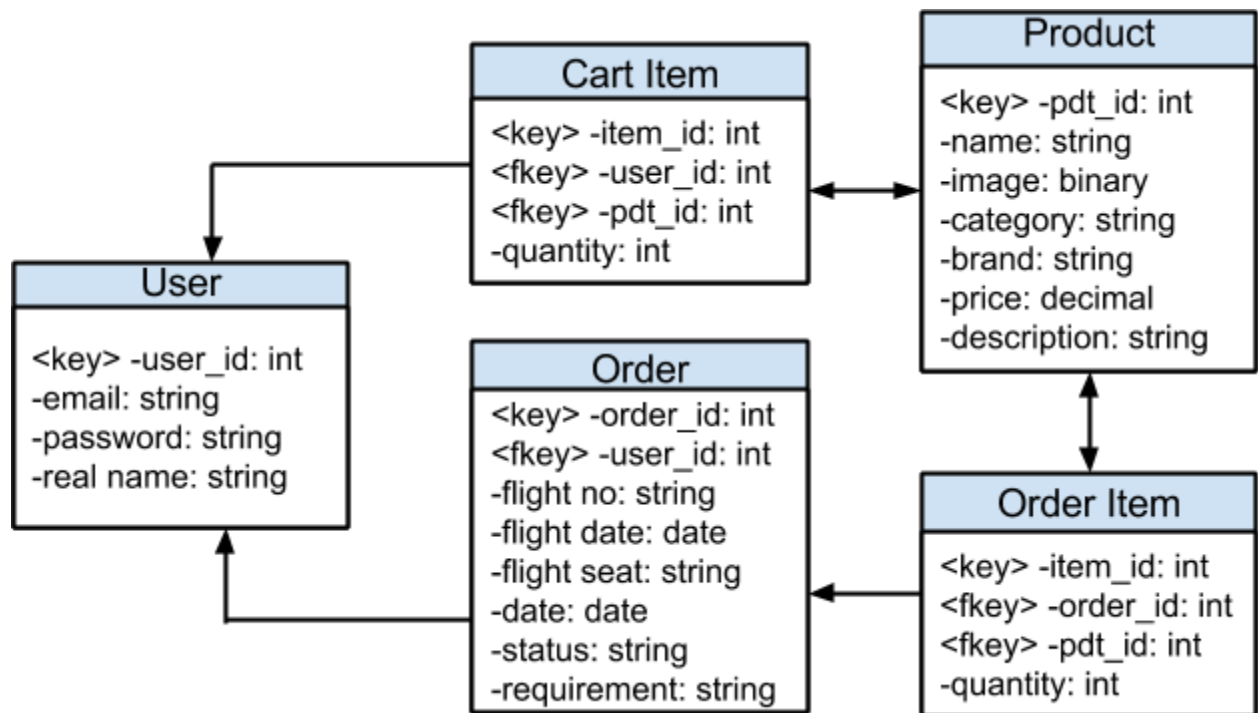 Cart Item
<key> -item_id: int
<fkey> -user_id: int
<fkey> -pdt_id: int
-quantity: int
Product
<key> -pdt_id: int
-name: string
-image: binary
-category: string
-brand: string
-price: decimal
-description: string
User
<key> -user_id: int
-email: string
-password: string
-real name: string
Order
<key> -order_id: int
<fkey> -user_id: int
-flight no: string
-flight date: date
-flight seat: string
-date: date
-status: string
-requirement: string
Order Item
<key> -item_id: int
<fkey> -order_id: int
<fkey> -pdt_id: int
-quantity: int